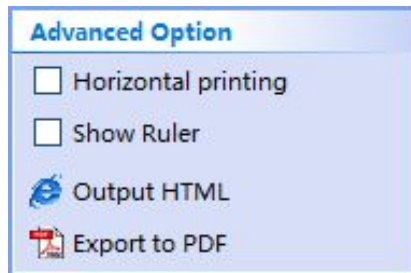 Advanced Option
Horizontal printing
Show Ruler
Output HTML
Export to PDF